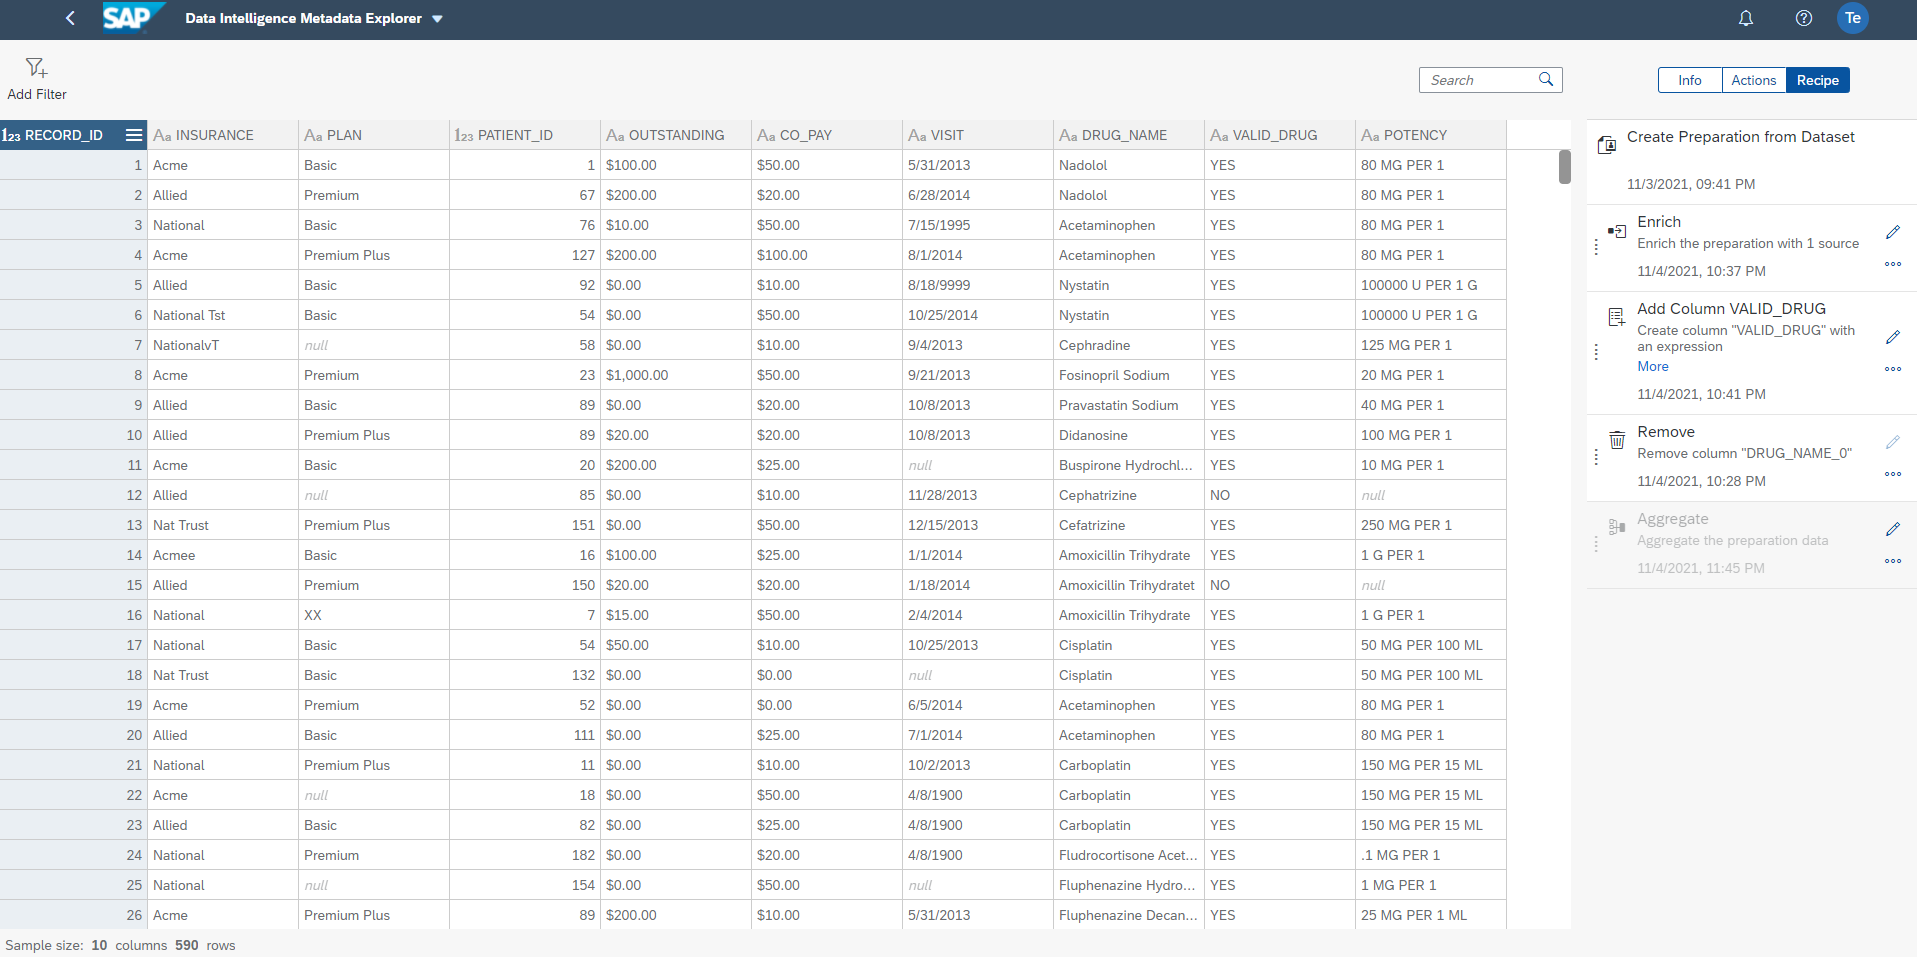 SAP Data Intelligence Metadata Explorer Te
Add Filter
Search
Info Actions Recipe
123 RECORD_ID Aa INSURANCE Aa PLAN 123 PATIENT_ID Aa OUTSTANDING Aa CO_PAY Aa VISIT Aa DRUG_NAME Aa VALID_DRUG Aa POTENCY
1 Acme Basic 1 $100.00 $50.00 5/31/2013 Nadolol YES 80 MG PER 1
2 Allied Premium 67 $200.00 $20.00 6/28/2014 Nadolol YES 80 MG PER 1
3 National Basic 76 $10.00 $50.00 7/15/1995 Acetaminophen YES 80 MG PER 1
4 Acme Premium Plus 127 $200.00 $100.00 8/1/2014 Acetaminophen YES 80 MG PER 1
5 Allied Basic 92 $0.00 $10.00 8/18/9999 Nystatin YES 100000 U PER 1 G
6 National Tst Basic 54 $0.00 $50.00 10/25/2014 Nystatin YES 100000 U PER 1 G
7 NationalvT null 58 $0.00 $10.00 9/4/2013 Cephradine YES 125 MG PER 1
8 Acme Premium 23 $1,000.00 $50.00 9/21/2013 Fosinopril Sodium YES 20 MG PER 1
9 Allied Basic 89 $0.00 $20.00 10/8/2013 Pravastatin Sodium YES 40 MG PER 1
10 Allied Premium Plus 89 $20.00 $20.00 10/8/2013 Didanosine YES 100 MG PER 1
11 Acme Basic 20 $200.00 $25.00 null Buspirone Hydrochl... YES 10 MG PER 1
12 Allied null 85 $0.00 $10.00 11/28/2013 Cephatrizine NO null
13 Nat Trust Premium Plus 151 $0.00 $50.00 12/15/2013 Cefatrizine YES 250 MG PER 1
14 Acmee Basic 16 $100.00 $25.00 1/1/2014 Amoxicillin Trihydrate YES 1 G PER 1
15 Allied Premium 150 $20.00 $20.00 1/18/2014 Amoxicillin Trihydratet NO null
16 National XX 7 $15.00 $50.00 2/4/2014 Amoxicillin Trihydrate YES 1 G PER 1
17 National Basic 54 $50.00 $10.00 10/25/2013 Cisplatin YES 50 MG PER 100 ML
18 Nat Trust Basic 132 $0.00 $0.00 null Cisplatin YES 50 MG PER 100 ML
19 Acme Premium 52 $0.00 $0.00 6/5/2014 Acetaminophen YES 80 MG PER 1
20 Allied Basic 111 $0.00 $25.00 7/1/2014 Acetaminophen YES 80 MG PER 1
21 National Premium Plus 11 $0.00 $10.00 10/2/2013 Carboplatin YES 150 MG PER 15 ML
22 Acme null 18 $0.00 $50.00 4/8/1900 Carboplatin YES 150 MG PER 15 ML
23 Allied Basic 82 $0.00 $25.00 4/8/1900 Carboplatin YES 150 MG PER 15 ML
24 National Premium 182 $0.00 $20.00 4/8/1900 Fludrocortisone Acet... YES .1 MG PER 1
25 National null 154 $0.00 $50.00 null Fluphenazine Hydro... YES 1 MG PER 1
26 Acme Premium Plus 89 $200.00 $10.00 5/31/2013 Fluphenazine Decan... YES 25 MG PER 1 ML
Sample size: 10 columns 590 rows
Create Preparation from Dataset
11/3/2021, 09:41 PM
Enrich
Enrich the preparation with 1 source
11/4/2021, 10:37 PM
Add Column VALID_DRUG
Create column "VALID_DRUG" with
an expression
More
11/4/2021, 10:41 PM
Remove
Remove column "DRUG_NAME_0"
11/4/2021, 10:28 PM
Aggregate
Aggregate the preparation data
11/4/2021, 11:45 PM